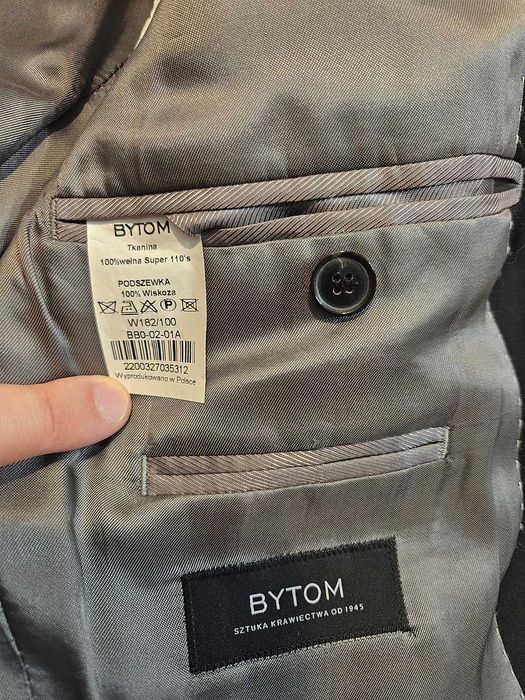 BYTOM
Tkanina
100%wełna Super 110's
PODSZEWKA
100% Wiskoza
P
W182/100
BB0-02-01A
2200327035312
Wyprodukowano w Polsce
BYTOM
SZTUKA KRAWIECTWA OD 1945